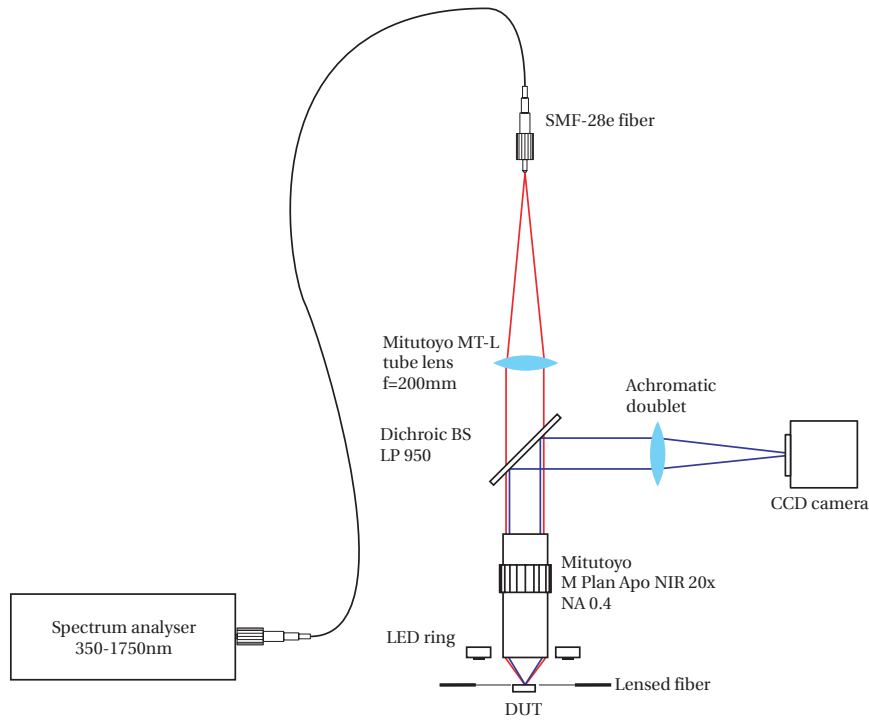 SMF-28e fiber
Mitutoyo MT-L
tube lens
f=200mm
Achromatic
doublet
Dichroic BS
LP 950
CCD camera
Mitutoyo
M Plan Apo NIR 20x
NA 0.4
Spectrum analyser
350-1750nm
LED ring
Lensed fiber
DUT